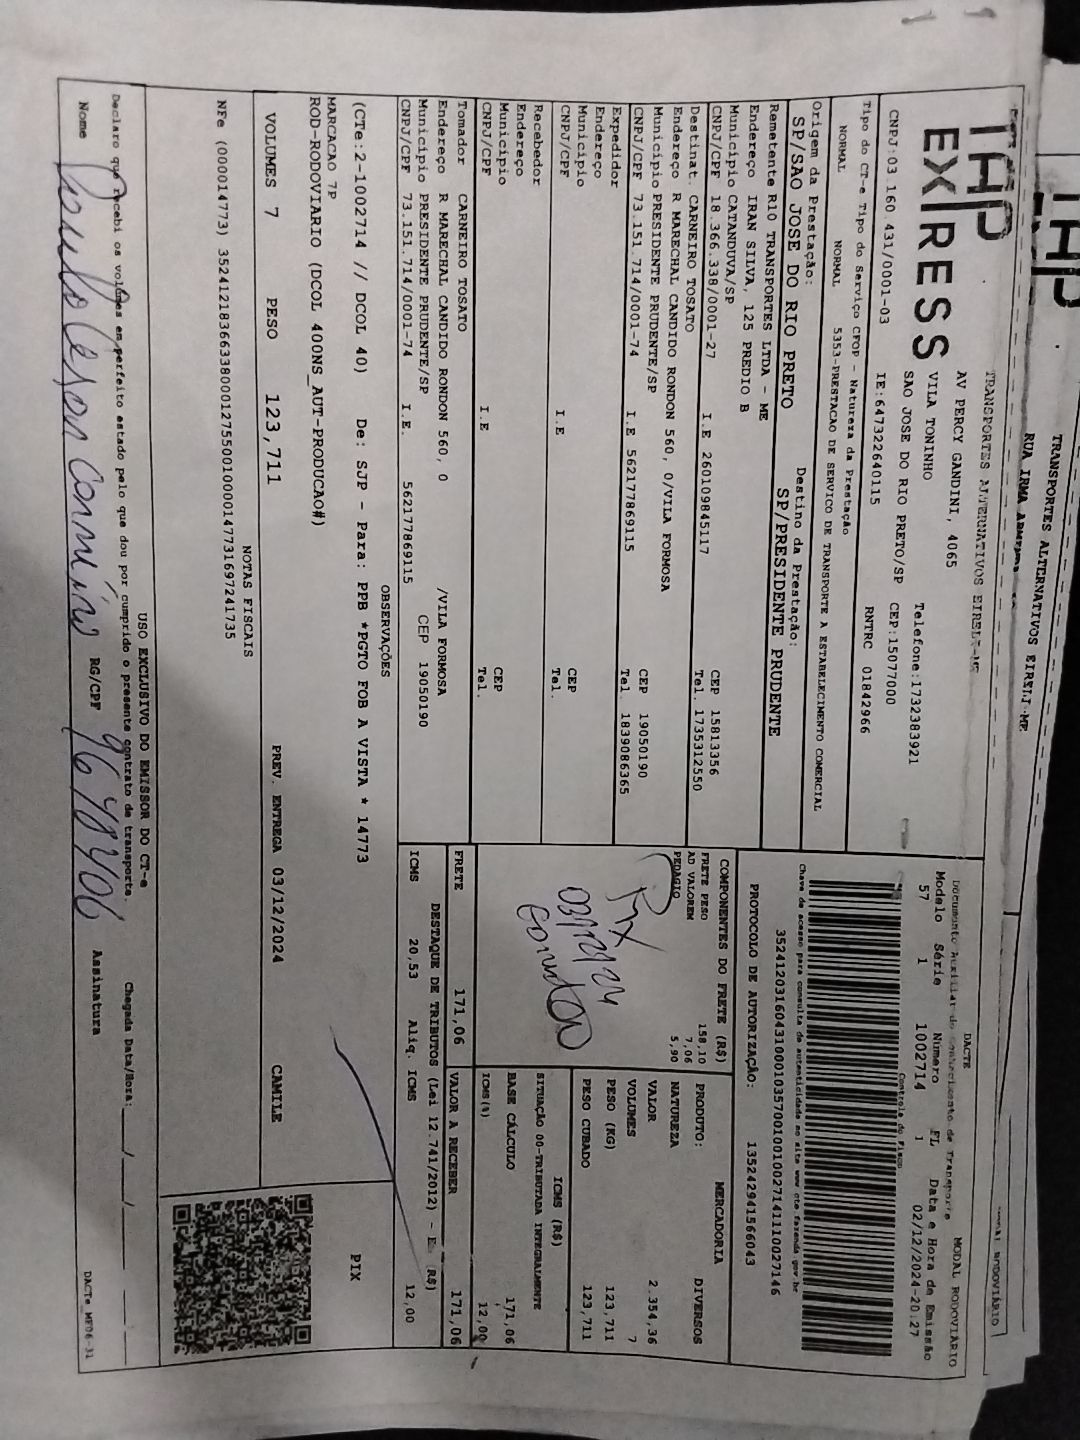 TRANSPORTES ALTERNATIVOS EIRELI-ME
TAP
TAP
EXPRESS
TRANSPORTES ALTERNATIVOS EIRELI-ME
AV PERCY GANDINI, 4065
VILA TONINHO
SAO JOSE DO RIO PRETO/SP
Telefone:1732383921
CEP:15077000
CNPJ:03.160.431/0001-03
IE:647322640115
RNTRC 01842966
DACTE
MODAL RODOVIÁRIO
Documento Auxiliar do Conhecimento de Transporte
Modelo Série Número FL Data e Hora de Emissão
57 1 1002714 1 02/12/2024-20:27
Controle do Fisco
Chave de acesso para consulta de autenticidade no site www.cte.fazenda.gov.br
35241203160431000103570010010027141110027146
PROTOCOLO DE AUTORIZAÇÃO: 135242941566043
Tipo do CT-e Tipo do Serviço CFOP - Natureza da Prestação
NORMAL NORMAL 5353-PRESTACAO DE SERVICO DE TRANSPORTE A ESTABELECIMENTO COMERCIAL
Origem da Prestação: Destino da Prestação:
SP/SAO JOSE DO RIO PRETO SP/PRESIDENTE PRUDENTE
Remetente R10 TRANSPORTES LTDA - ME
Endereço IRAN SILVA, 125 PREDIO B
Município CATANDUVA/SP CEP 15813356
CNPJ/CPF 18.366.338/0001-27 I.E 260109845117 Tel. 1735312550
Destinat. CARNEIRO TOSATO
Endereço R MARECHAL CANDIDO RONDON 560, 0/VILA FORMOSA
Município PRESIDENTE PRUDENTE/SP CEP 19050190
CNPJ/CPF 73.151.714/0001-74 I.E 562177869115 Tel. 1839086365
Expedidor
Endereço
Município CEP
CNPJ/CPF I.E Tel.
Recebedor
Endereço
Município CEP
CNPJ/CPF I.E Tel.
Tomador CARNEIRO TOSATO
Endereço R MARECHAL CANDIDO RONDON 560, 0 /VILA FORMOSA
Município PRESIDENTE PRUDENTE/SP CEP 19050190
CNPJ/CPF 73.151.714/0001-74 I.E. 562177869115
COMPONENTES DO FRETE (R$)
FRETE PESO 158,10
AD VALOREM 7,06
PEDAGIO 5,90
PIX
03/12/24
MERCADORIA
PRODUTO: DIVERSOS
NATUREZA
VALOR 2.354,36
VOLUMES 7
PESO (KG) 123,711
PESO CUBADO 123,711
ICMS (R$)
SITUAÇÃO 00-TRIBUTADA INTEGRALMENTE
BASE CÁLCULO 171,06
ICMS(%) 12,00
FRETE 171,06 VALOR A RECEBER 171,06
DESTAQUE DE TRIBUTOS (Lei 12.741/2012) - E R$)
ICMS 20,53 Aliq. ICMS 12,00
OBSERVAÇÕES
(CTe:2-1002714 // DCOL 40) De: SJP - Para: PPB *PGTO FOB A VISTA * 14773
MARCACAO 7P
ROD-RODOVIARIO (DCOL 400NS_AUT-PRODUCAO#)
PIX
VOLUMES 7 PESO 123,711 PREV. ENTREGA 03/12/2024 CAMILE
NOTAS FISCAIS
NFe (000014773) 35241218366338000127550010000147731697241735
USO EXCLUSIVO DO EMISSOR DO CT-e
Declaro que recebi os volumes em perfeito estado pelo que dou por cumprido o presente contrato de transporte.
Chegada Data/Hora: / /
Nome RG/CPF Assinatura
DACTe_MF06-31